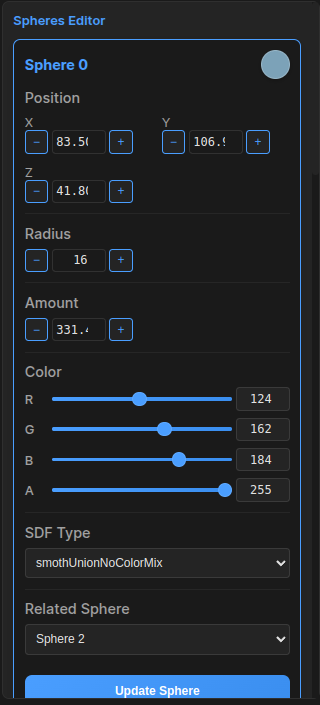 Spheres Editor
Sphere 0
Position
X Y
− 83.50 + − 106.9 +
Z
− 41.80 +
Radius
− 16 +
Amount
− 331.4 +
Color
R 124
G 162
B 184
A 255
SDF Type
smothUnionNoColorMix
Related Sphere
Sphere 2
Update Sphere